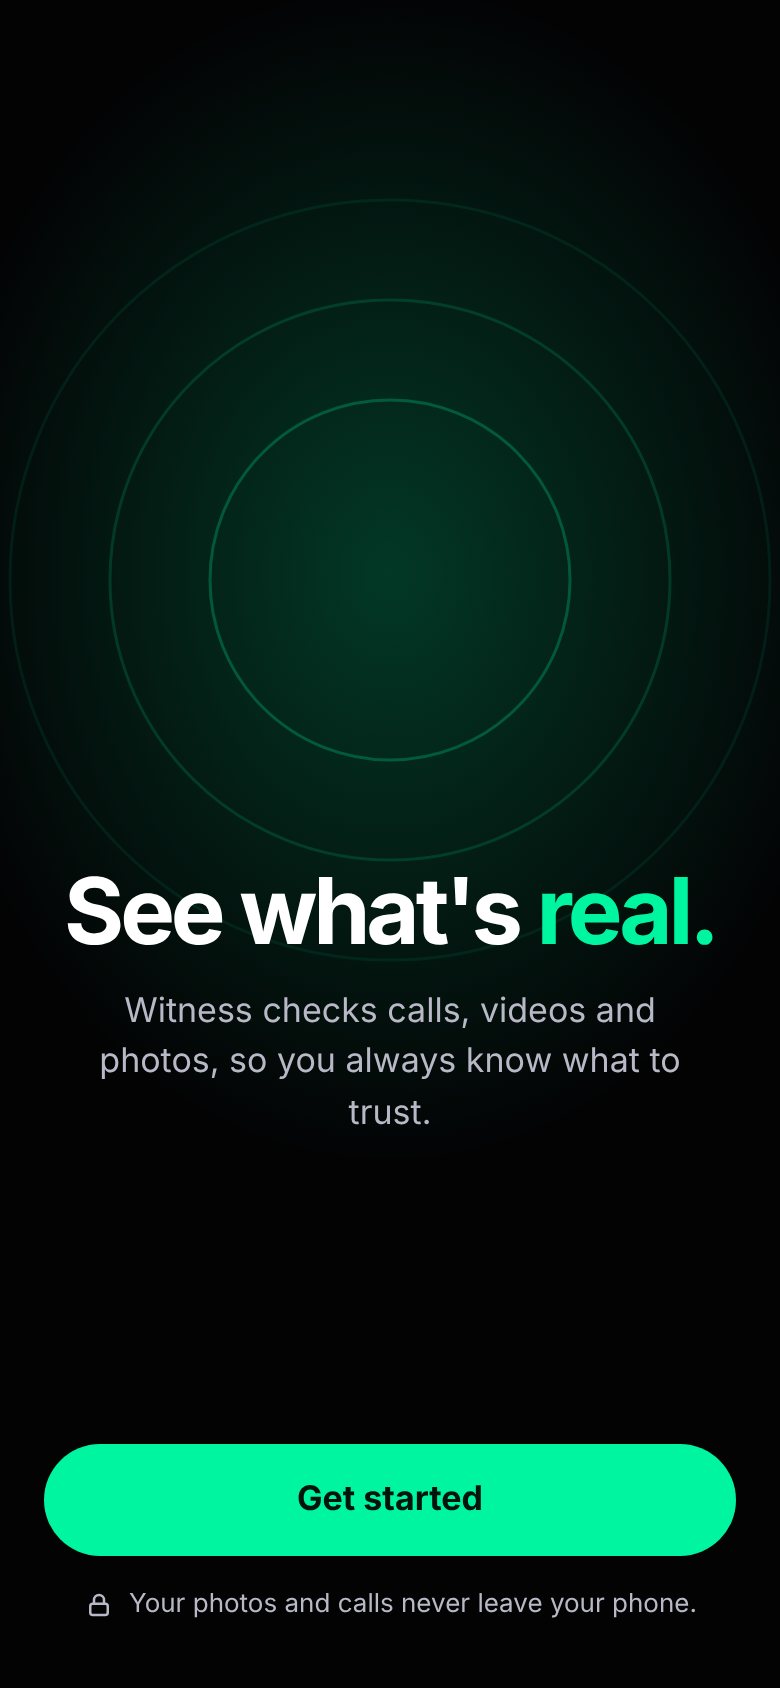 See what's real.
Witness checks calls, videos and
photos, so you always know what to
trust.
Get started
Your photos and calls never leave your phone.